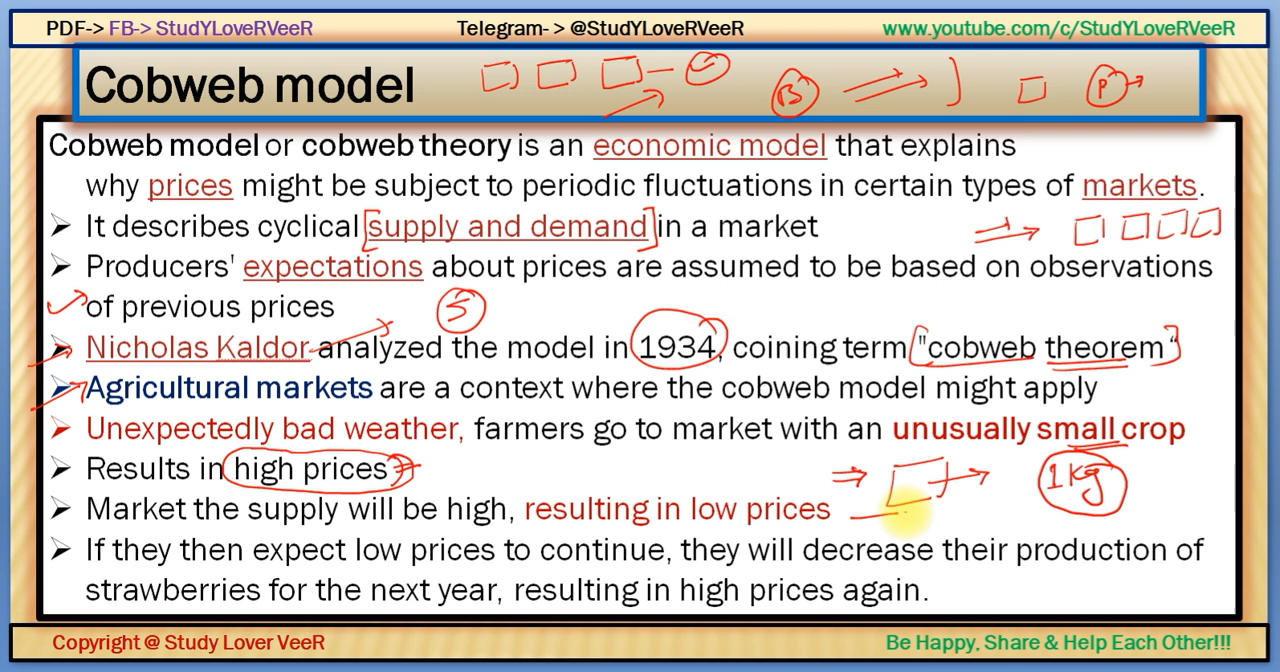 PDF-> FB-> StudYLoverVeeR
Telegram- > @StudYLoveRVeeR
www.youtube.com/c/StudYLoveRVeeR
Cobweb model
B
P
Cobweb model or cobweb theory is an economic model that explains
why prices might be subject to periodic fluctuations in certain types of markets.
➤ It describes cyclical supply and demand in a market
➤ Producers' expectations about prices are assumed to be based on observations
of previous prices
S
➤ Nicholas Kaldor analyzed the model in 1934, coining term "cobweb theorem“
➤ Agricultural markets are a context where the cobweb model might apply
➤ Unexpectedly bad weather, farmers go to market with an unusually small crop
➤ Results in high prices
1 Kg
➤ Market the supply will be high, resulting in low prices
➤ If they then expect low prices to continue, they will decrease their production of
strawberries for the next year, resulting in high prices again.
Copyright @ Study Lover VeeR
Be Happy, Share & Help Each Other!!!